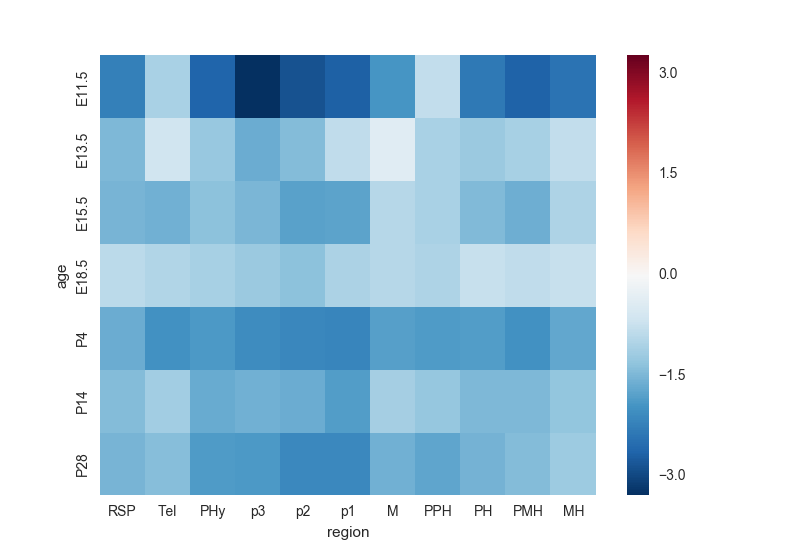 age
E11.5
E13.5
E15.5
E18.5
P4
P14
P28
RSP Tel PHy p3 p2 p1 M PPH PH PMH MH
region
3.0
1.5
0.0
−1.5
−3.0